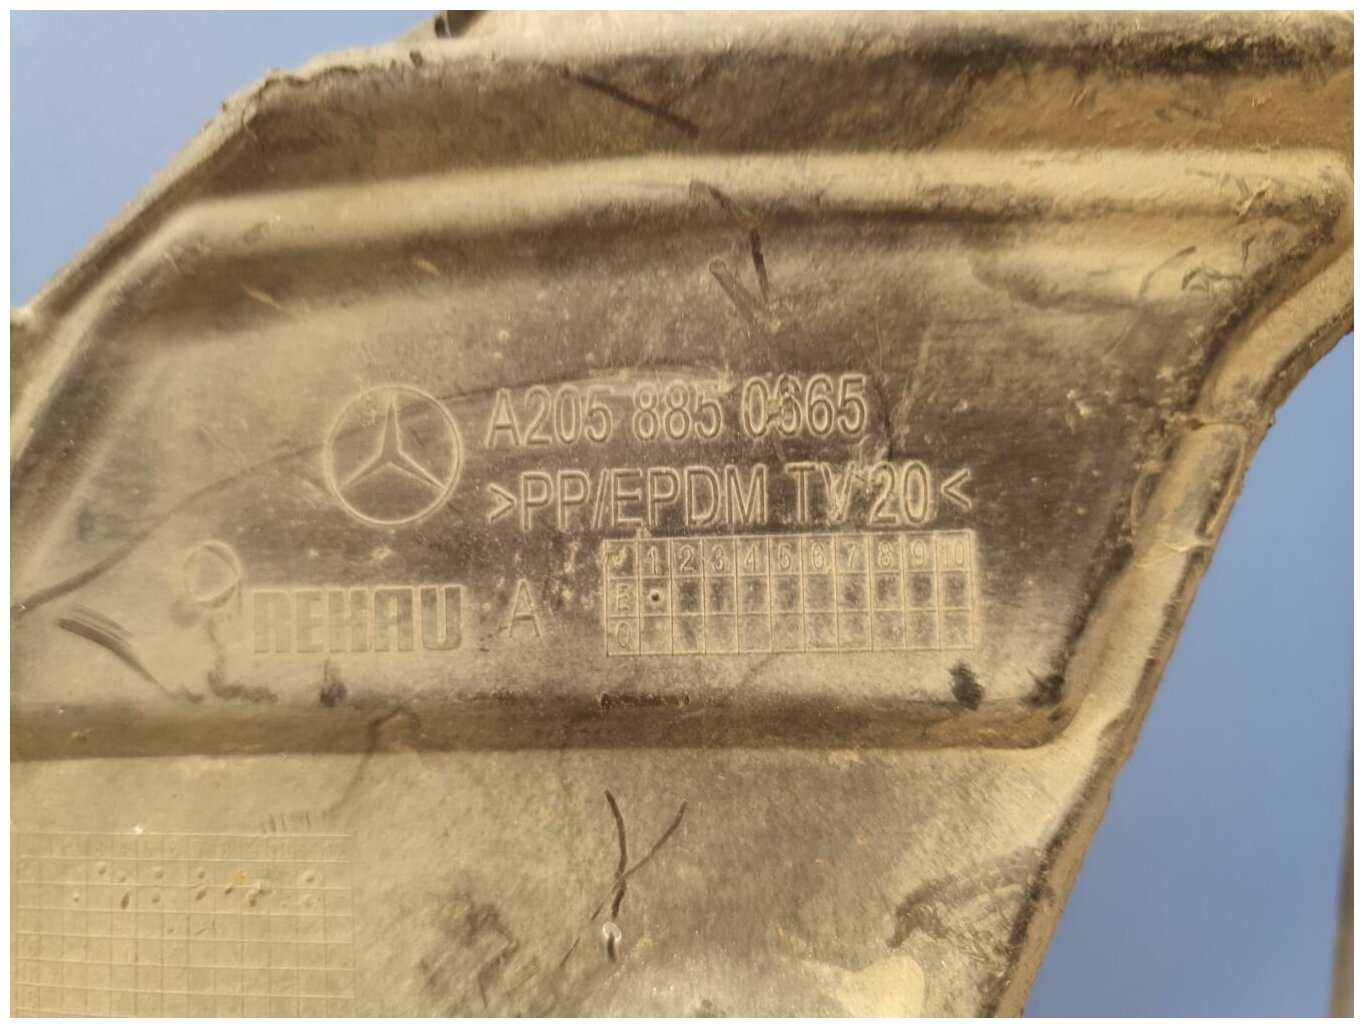 A205 885 0365
>PP/EPDM TV 20<
REHAU A
J 1 2 3 4 5 6 7 8 9 10
E
Q